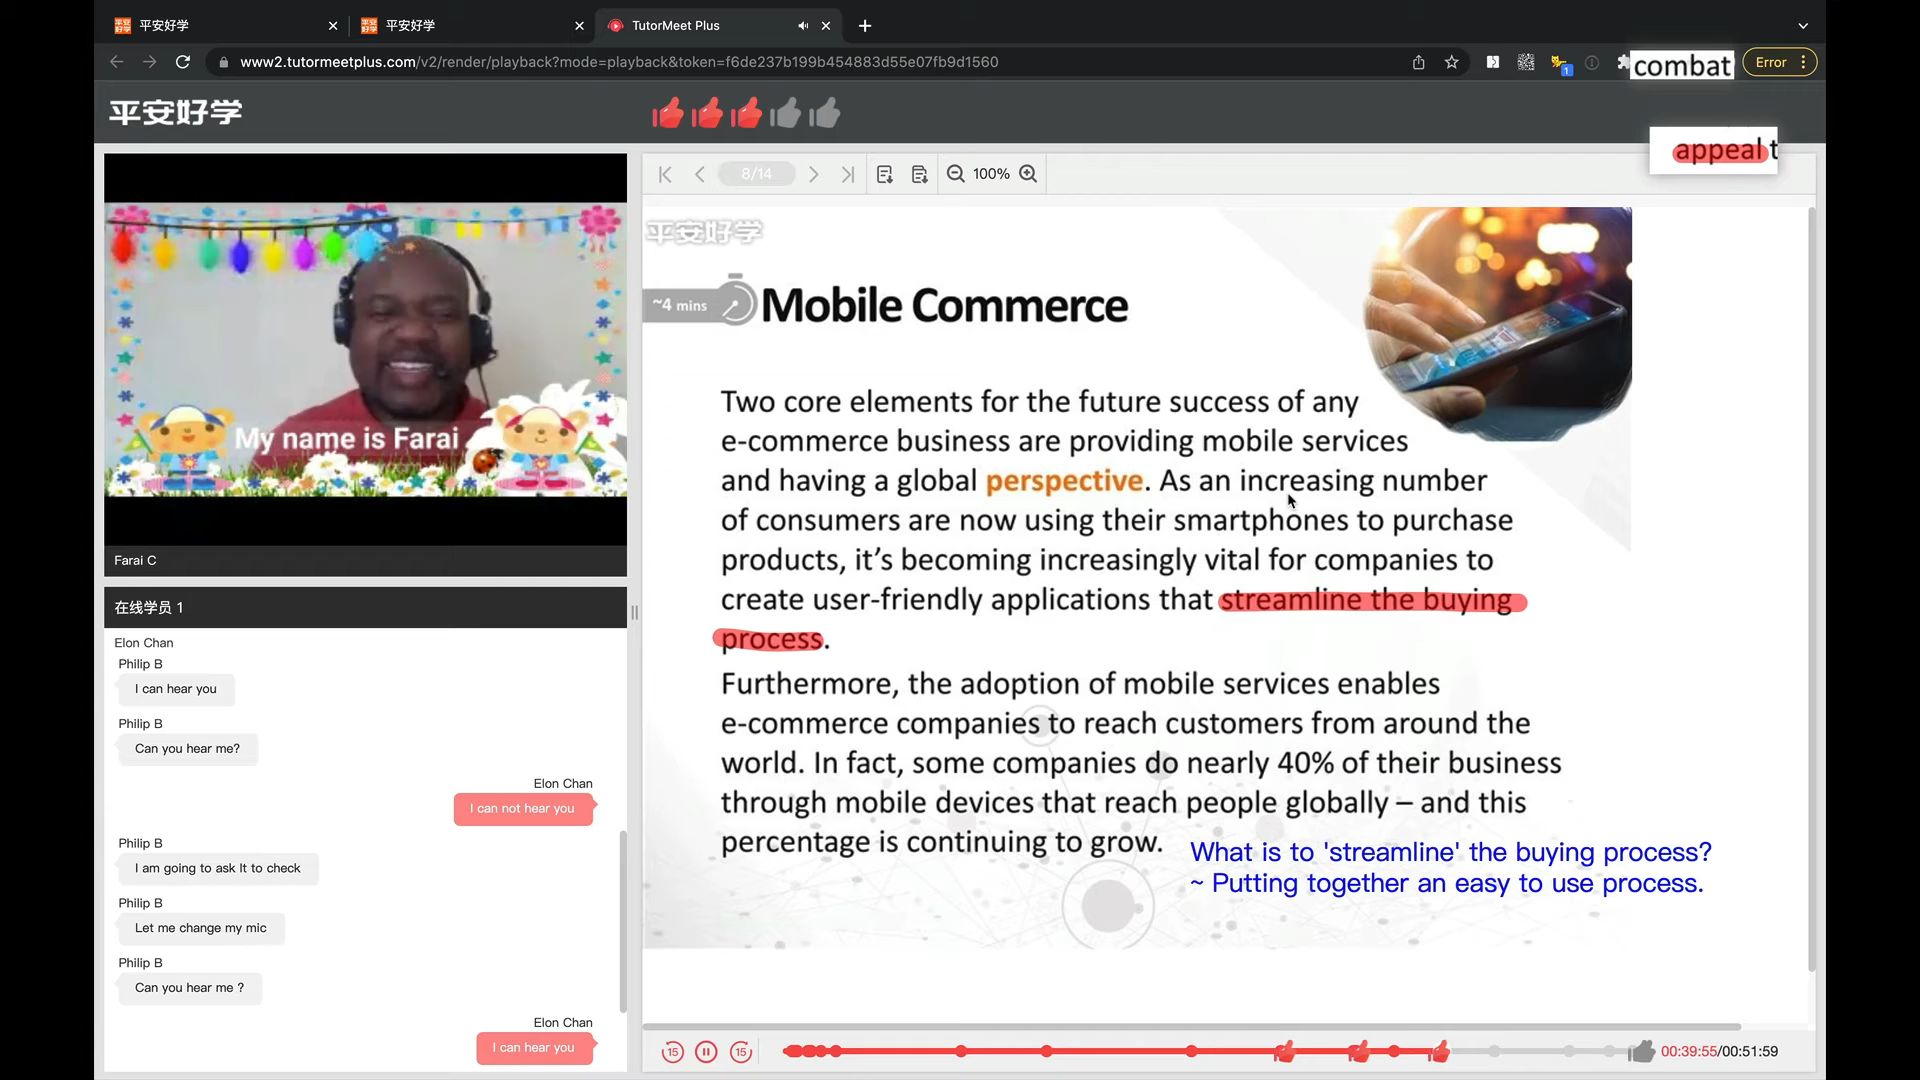 平安好学
平安好学
TutorMeet Plus
www2.tutormeetplus.com/v2/render/playback?mode=playback&token=f6de237b199b454883d55e07fb9d1560
1
combat
Error
平安好学
appeal t
8/14
100%
My name is Farai
Farai C
在线学员 1
Elon Chan
Philip B
I can hear you
Philip B
Can you hear me?
Elon Chan
I can not hear you
Philip B
I am going to ask It to check
Philip B
Let me change my mic
Philip B
Can you hear me ?
Elon Chan
I can hear you
平安好学
~4 mins
Mobile Commerce
Two core elements for the future success of any
e-commerce business are providing mobile services
and having a global perspective. As an increasing number
of consumers are now using their smartphones to purchase
products, it’s becoming increasingly vital for companies to
create user-friendly applications that streamline the buying
process.
Furthermore, the adoption of mobile services enables
e-commerce companies to reach customers from around the
world. In fact, some companies do nearly 40% of their business
through mobile devices that reach people globally – and this
percentage is continuing to grow.
What is to 'streamline' the buying process?
~ Putting together an easy to use process.
15
15
00:39:55/00:51:59